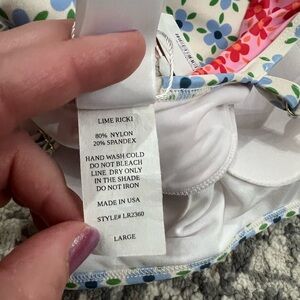 LIME RICKI
80% NYLON
20% SPANDEX
HAND WASH COLD
DO NOT BLEACH
LINE DRY ONLY
IN THE SHADE
DO NOT IRON
MADE IN USA
STYLE# LR2360
LARGE